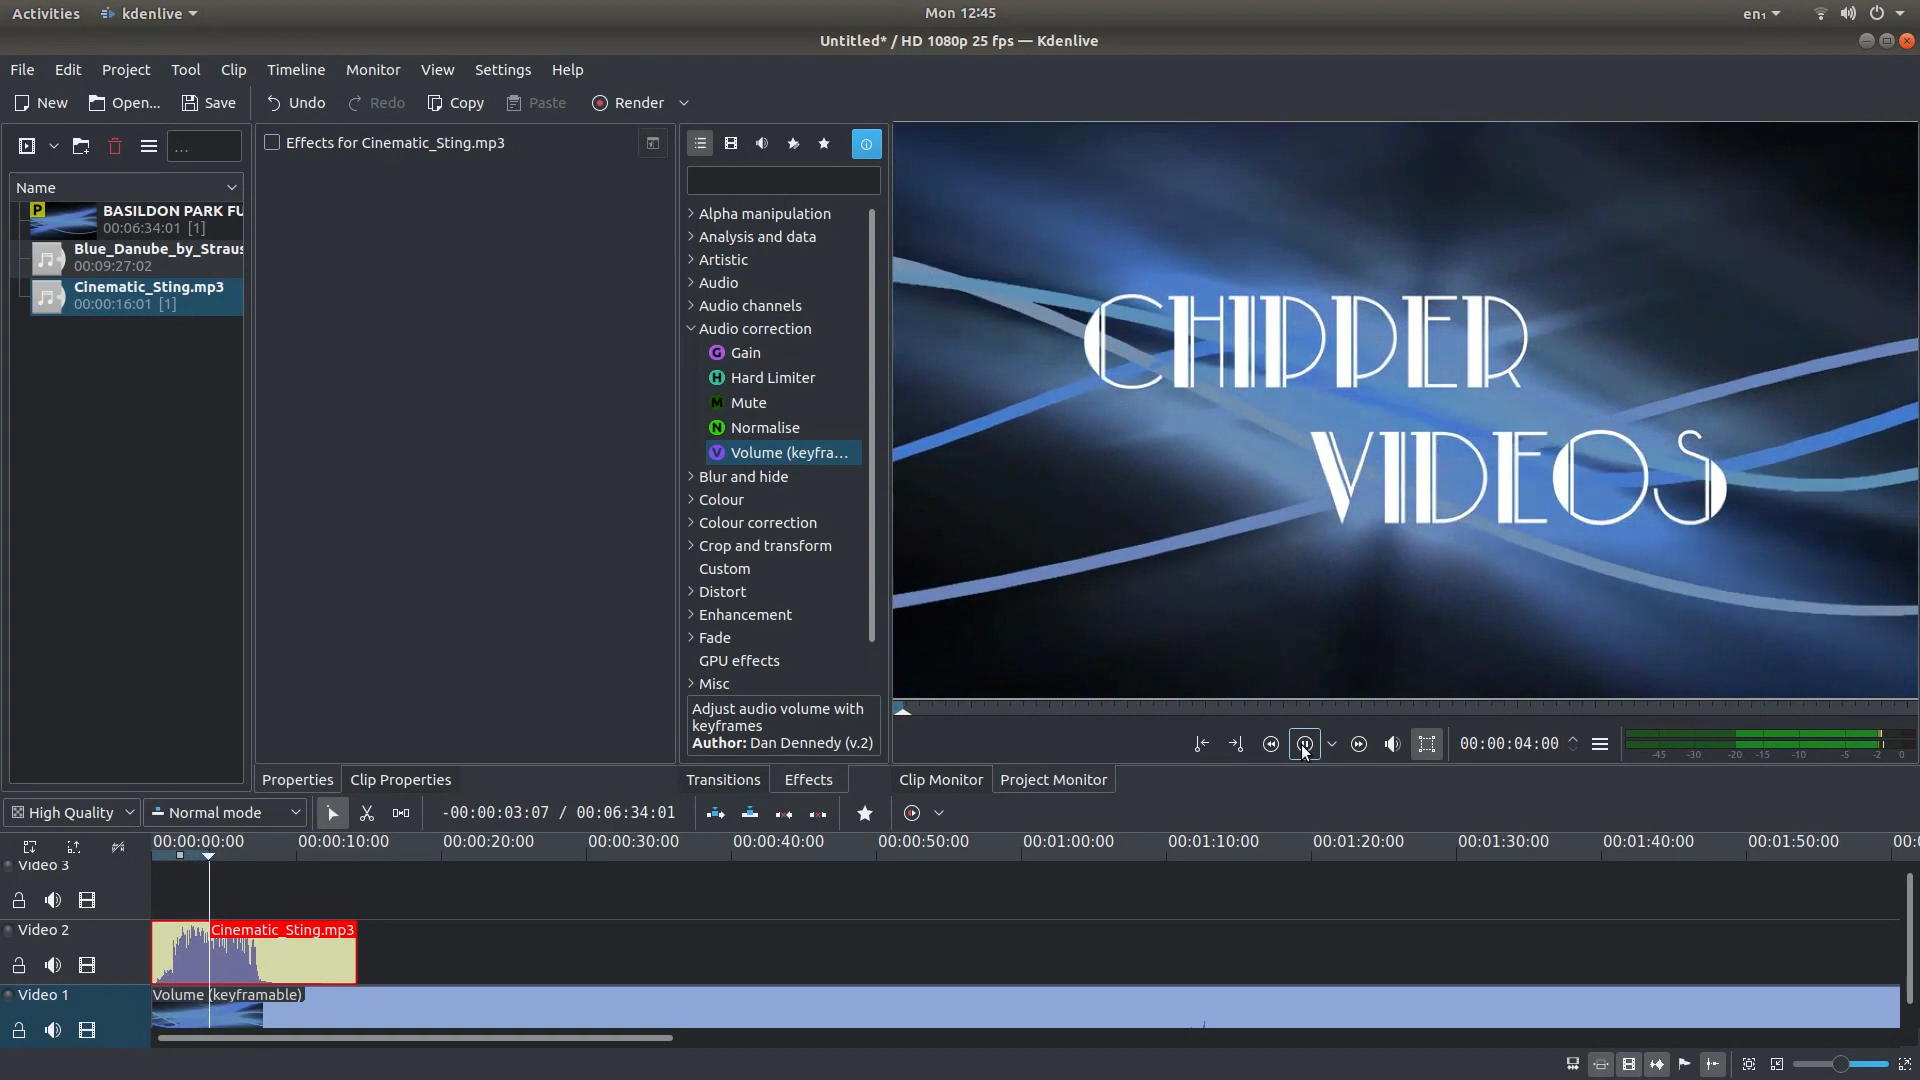 Activities kdenlive Mon 12:45 en₁
Untitled* / HD 1080p 25 fps — Kdenlive
File Edit Project Tool Clip Timeline Monitor View Settings Help
New Open... Save Undo Redo Copy Paste Render
...
Name
P
BASILDON PARK FU
00:06:34:01 [1]
Blue_Danube_by_Straus
00:09:27:02
Cinematic_Sting.mp3
00:00:16:01 [1]
Effects for Cinematic_Sting.mp3
Alpha manipulation
Analysis and data
Artistic
Audio
Audio channels
Audio correction
G Gain
H Hard Limiter
M Mute
N Normalise
V Volume (keyfra...
Blur and hide
Colour
Colour correction
Crop and transform
Custom
Distort
Enhancement
Fade
GPU effects
Misc
Adjust audio volume with
keyframes
Author: Dan Dennedy (v.2)
CHIPPER
VIDEOS
00:00:04:00
-45 -30 -20 -15 -10 -5 -2 0
Properties Clip Properties
Transitions Effects
Clip Monitor Project Monitor
High Quality Normal mode -00:00:03:07 / 00:06:34:01
00:00:00:00 00:00:10:00 00:00:20:00 00:00:30:00 00:00:40:00 00:00:50:00 00:01:00:00 00:01:10:00 00:01:20:00 00:01:30:00 00:01:40:00 00:01:50:00 00:0
Video 3
Video 2
Cinematic_Sting.mp3
Video 1
Volume (keyframable)